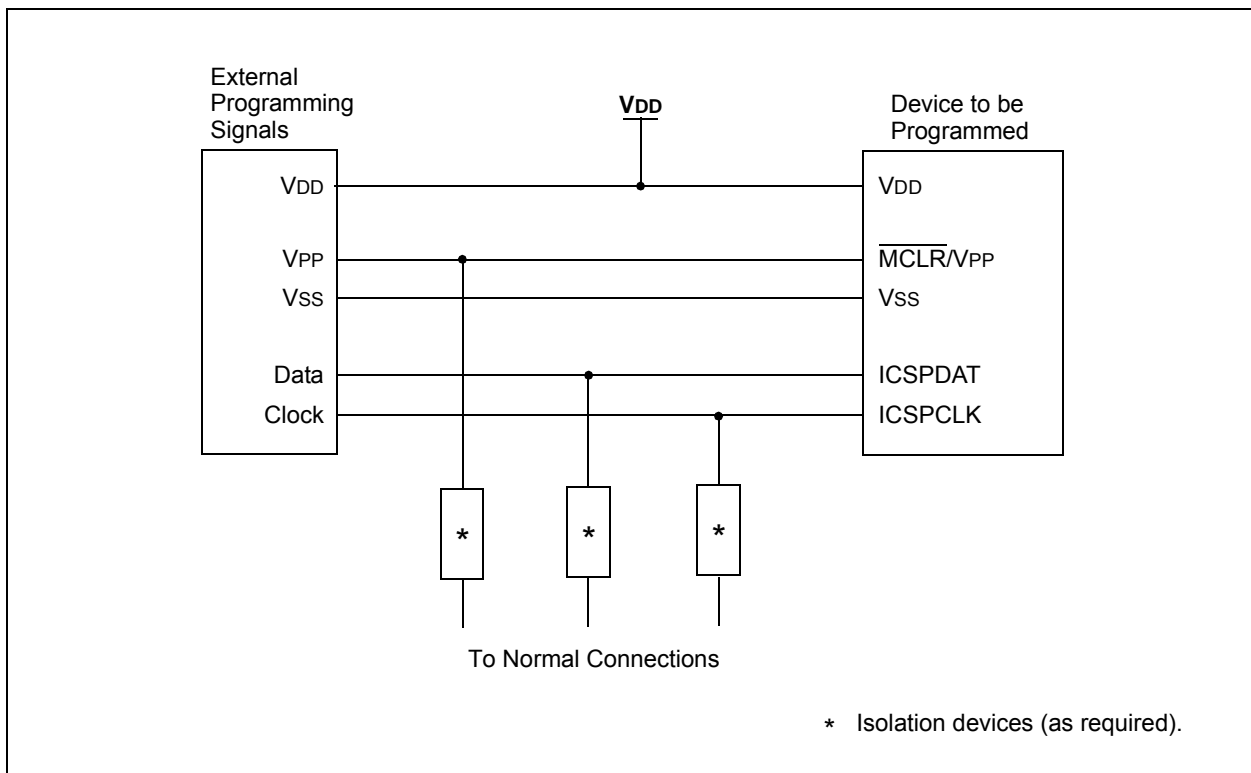 External
Programming
Signals
VDD
Device to be
Programmed
VDD
VDD
VPP
MCLR/VPP
VSS
VSS
Data
ICSPDAT
Clock
ICSPCLK
*
*
*
To Normal Connections
* Isolation devices (as required).